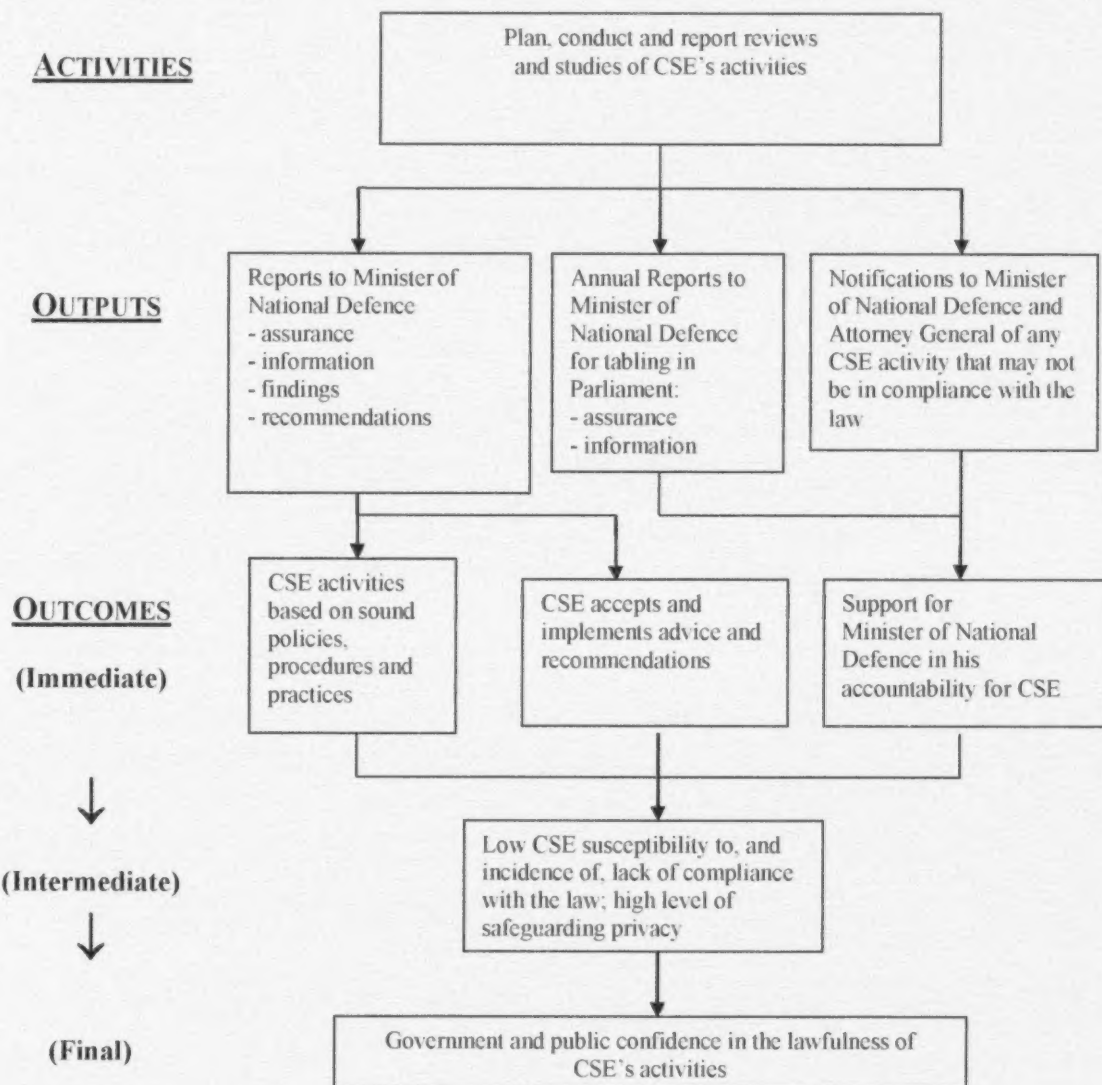 ACTIVITIES
Plan, conduct and report reviews
and studies of CSE's activities
OUTPUTS
Reports to Minister of
National Defence
- assurance
- information
- findings
- recommendations
Annual Reports to
Minister of
National Defence
for tabling in
Parliament:
- assurance
- information
Notifications to Minister
of National Defence and
Attorney General of any
CSE activity that may not
be in compliance with the
law
OUTCOMES
(Immediate)
CSE activities
based on sound
policies,
procedures and
practices
CSE accepts and
implements advice and
recommendations
Support for
Minister of National
Defence in his
accountability for CSE
(Intermediate)
Low CSE susceptibility to, and
incidence of, lack of compliance
with the law; high level of
safeguarding privacy
(Final)
Government and public confidence in the lawfulness of
CSE's activities